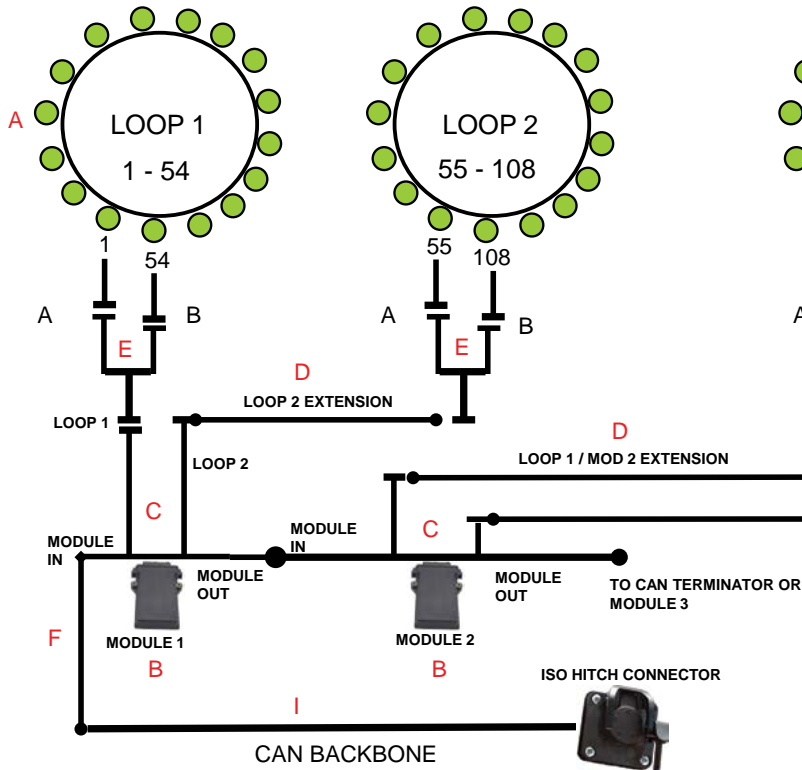 LOOP 1
LOOP 2
A
1 - 54
55 - 108
1
54
55
108
A
B
A
B
A
E
E
D
LOOP 2 EXTENSION
LOOP 1
D
LOOP 2
LOOP 1 / MOD 2 EXTENSION
C
C
MODULE
IN
MODULE
IN
MODULE
OUT
MODULE
OUT
TO CAN TERMINATOR OR
MODULE 3
F
MODULE 1
MODULE 2
B
B
ISO HITCH CONNECTOR
I
CAN BACKBONE